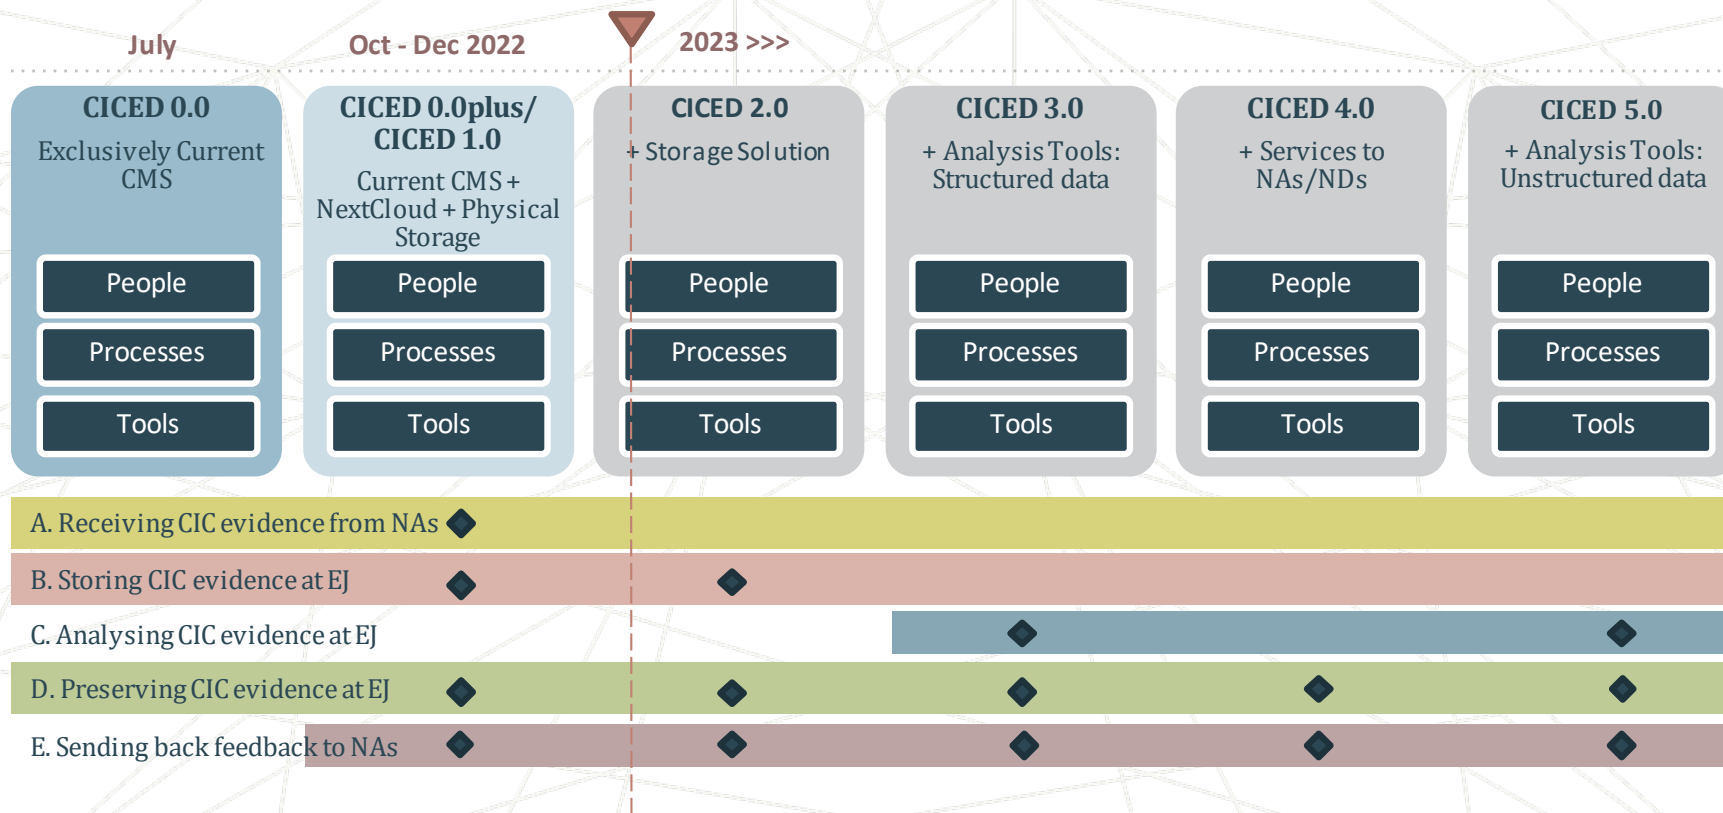 July
Oct - Dec 2022
2023 >>>
CICED 0.0
Exclusively Current
CMS
People
Processes
Tools
CICED 0.0plus/
CICED 1.0
Current CMS +
NextCloud + Physical
Storage
People
Processes
Tools
CICED 2.0
+ Storage Solution
People
Processes
Tools
CICED 3.0
+ Analysis Tools:
Structured data
People
Processes
Tools
CICED 4.0
+ Services to
NAs/NDs
People
Processes
Tools
CICED 5.0
+ Analysis Tools:
Unstructured data
People
Processes
Tools
A. Receiving CIC evidence from NAs
B. Storing CIC evidence at EJ
C. Analysing CIC evidence at EJ
D. Preserving CIC evidence at EJ
E. Sending back feedback to NAs